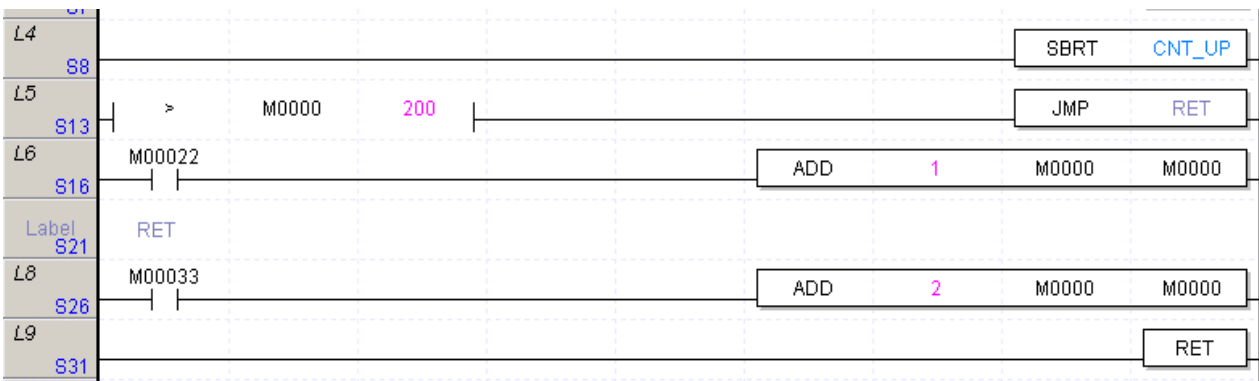 L4
S8
SBRT CNT_UP
L5
S13
> M0000 200
JMP RET
L6
S16
M00022
ADD 1 M0000 M0000
Label
S21
RET
L8
S26
M00033
ADD 2 M0000 M0000
L9
S31
RET